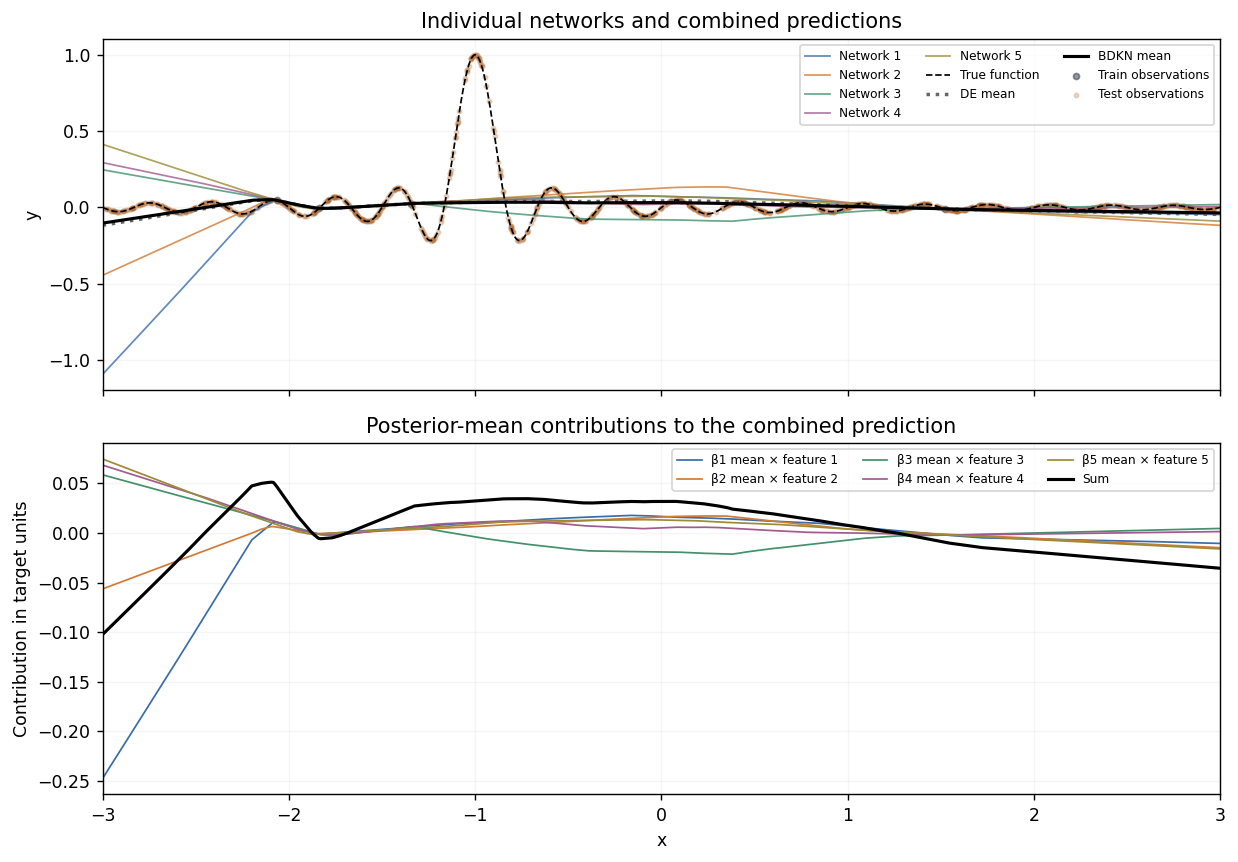 Individual networks and combined predictions
Network 1
Network 2
Network 3
Network 4
Network 5
True function
DE mean
BDKN mean
Train observations
Test observations
1.0
0.5
0.0
−0.5
−1.0
y
Posterior-mean contributions to the combined prediction
β1 mean × feature 1
β2 mean × feature 2
β3 mean × feature 3
β4 mean × feature 4
β5 mean × feature 5
Sum
0.05
0.00
−0.05
−0.10
−0.15
−0.20
−0.25
Contribution in target units
−3
−2
−1
0
1
2
3
x